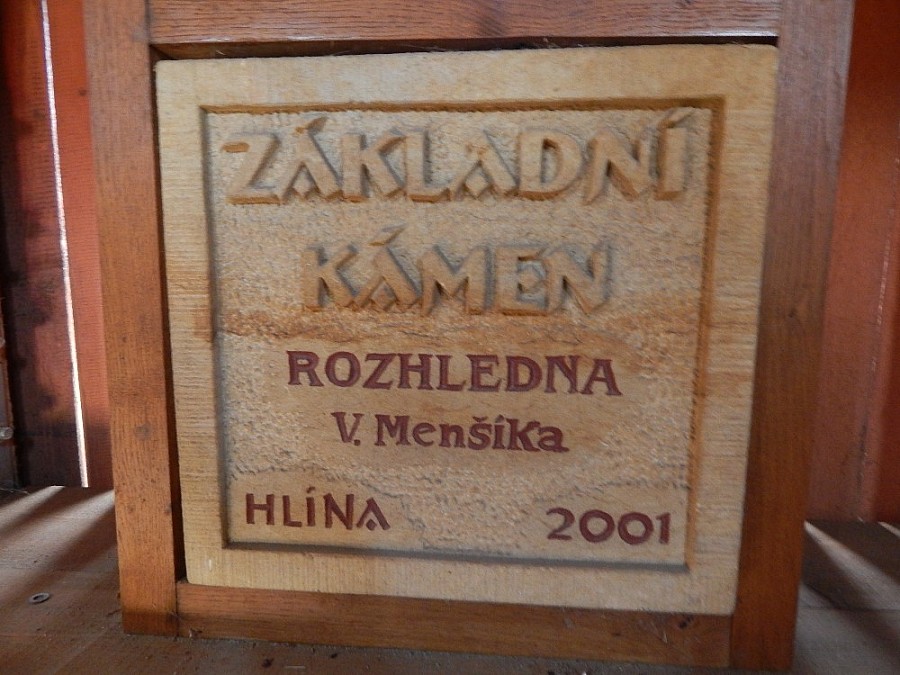 ZÁKLADNÍ
KÁMEN
ROZHLEDNA
V. Menšíka
HLÍNA 2001